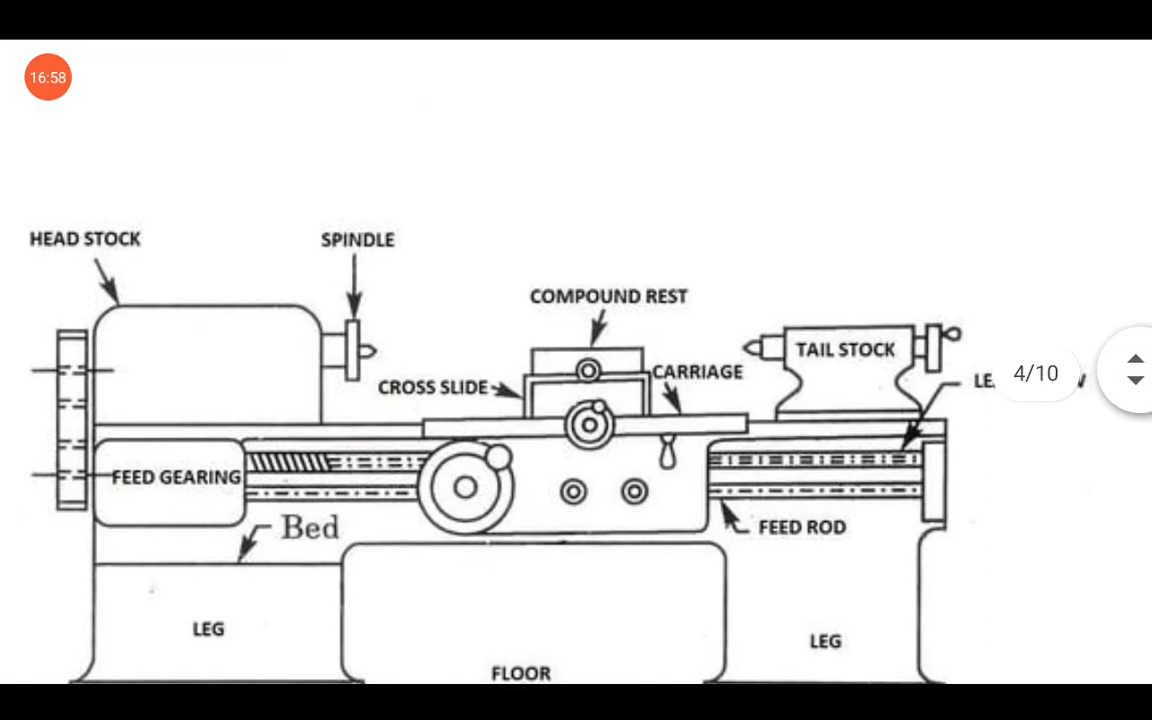 16:58
HEAD STOCK
SPINDLE
COMPOUND REST
TAIL STOCK
CARRIAGE
4/10
CROSS SLIDE
FEED GEARING
Bed
FEED ROD
LEG
LEG
FLOOR